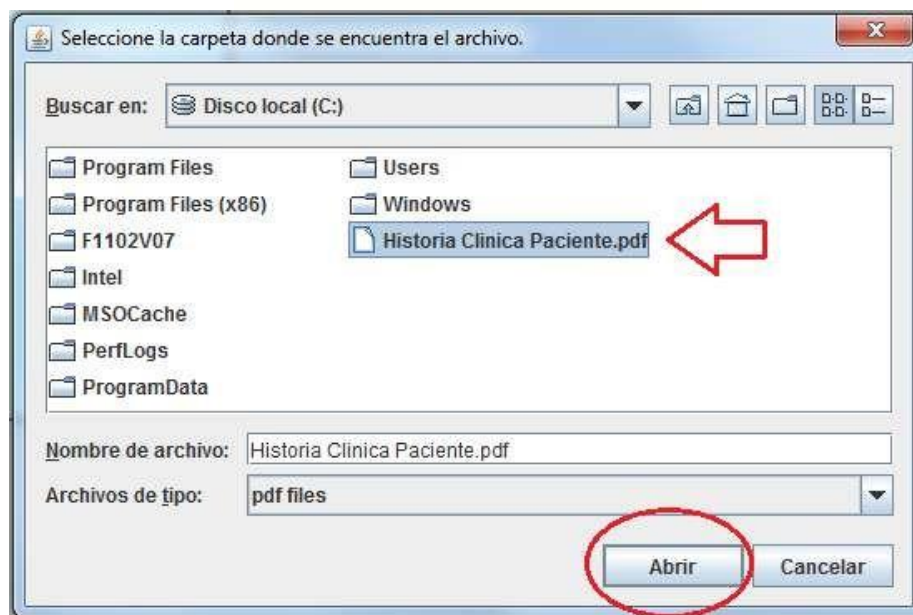 Seleccione la carpeta donde se encuentra el archivo.
Buscar en: Disco local (C:)
Program Files
Program Files (x86)
F1102V07
Intel
MSOCache
PerfLogs
ProgramData
Users
Windows
Historia Clinica Paciente.pdf
Nombre de archivo: Historia Clinica Paciente.pdf
Archivos de tipo: pdf files
Abrir Cancelar